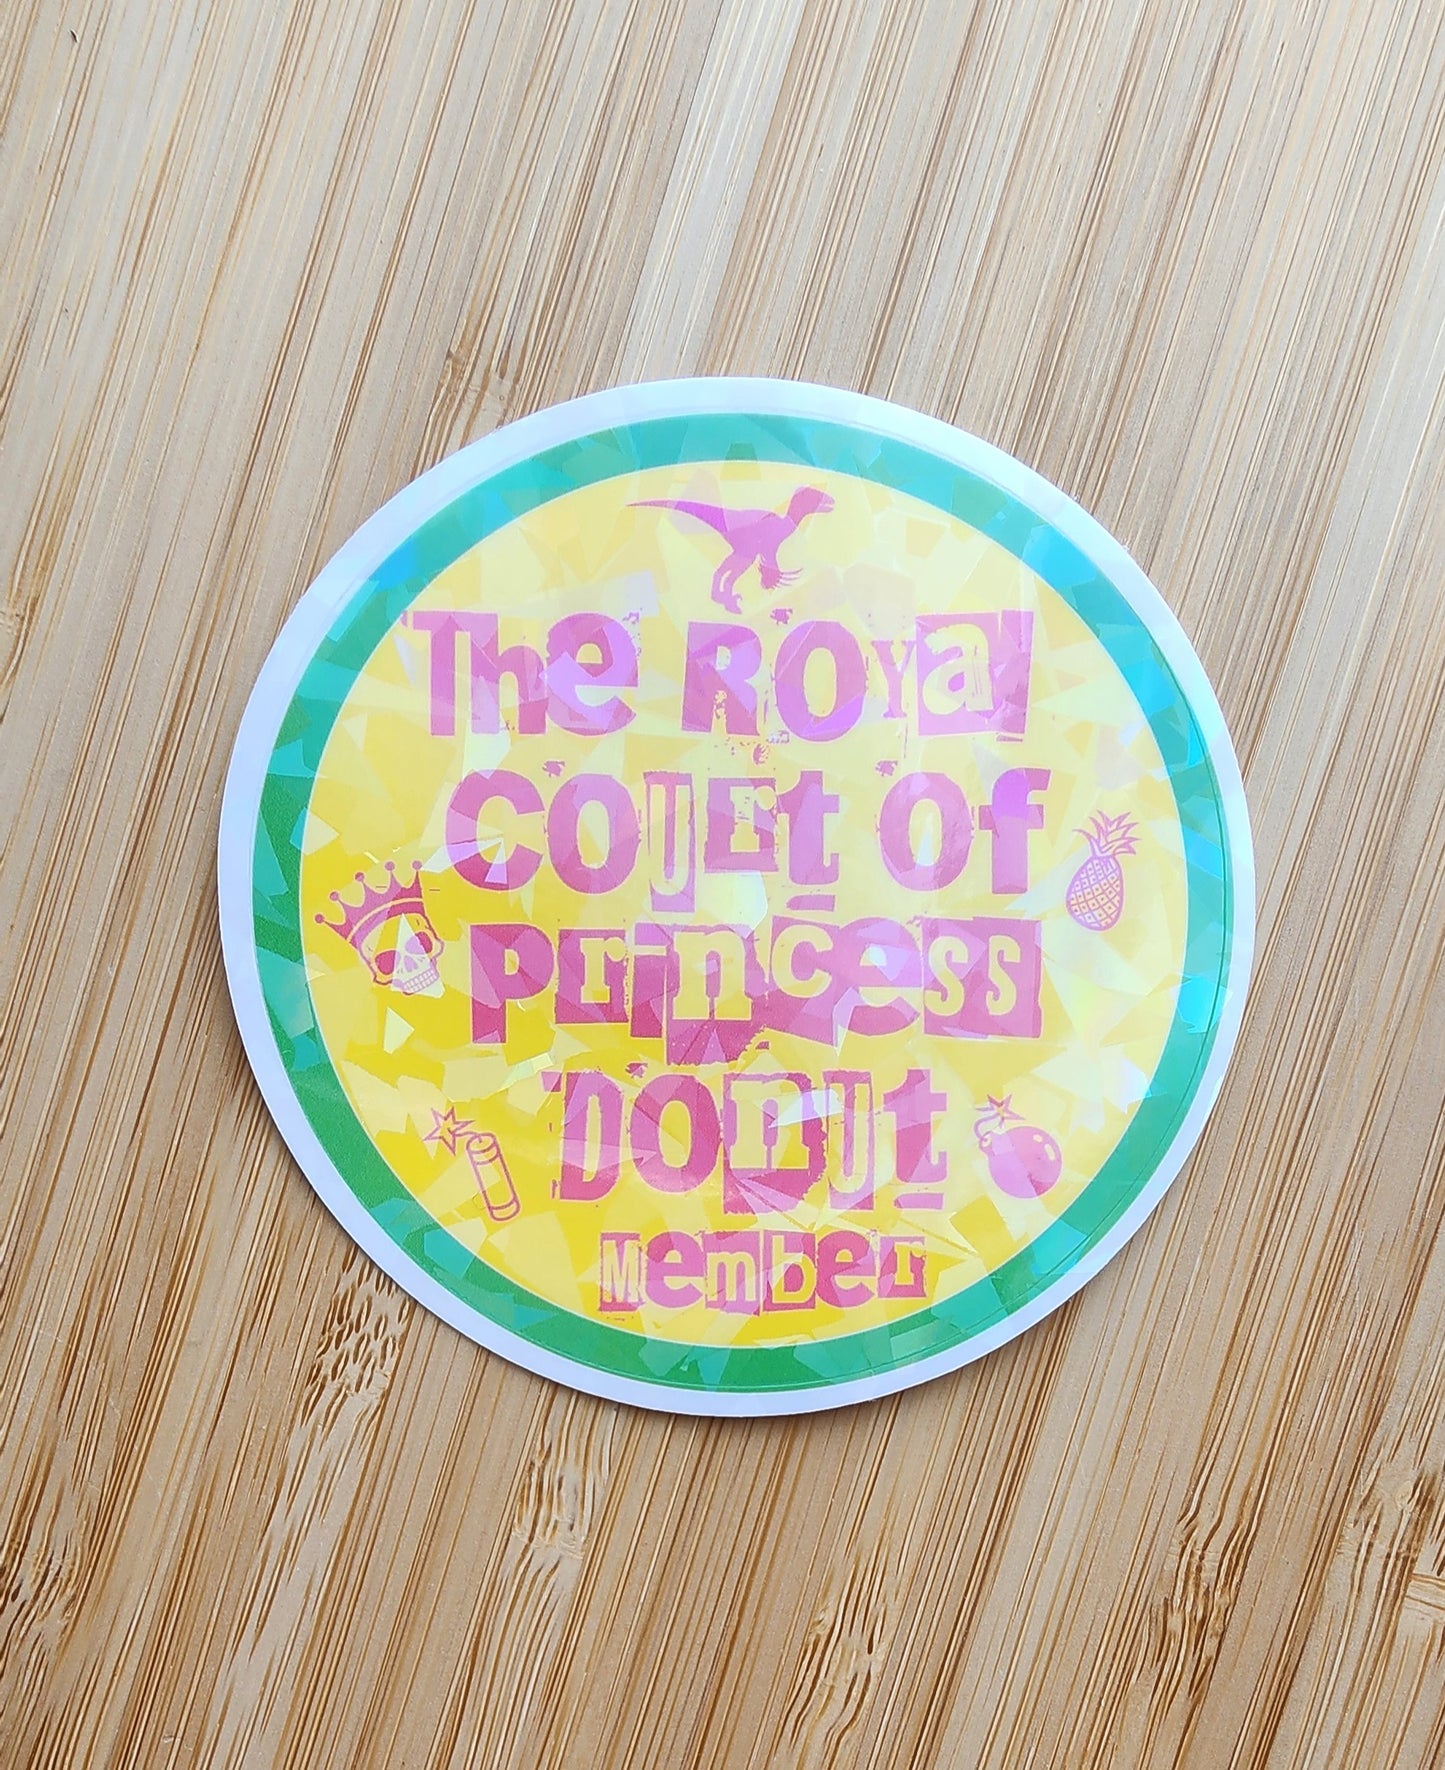 The Royal
Court Of
Princess
Donut
Member